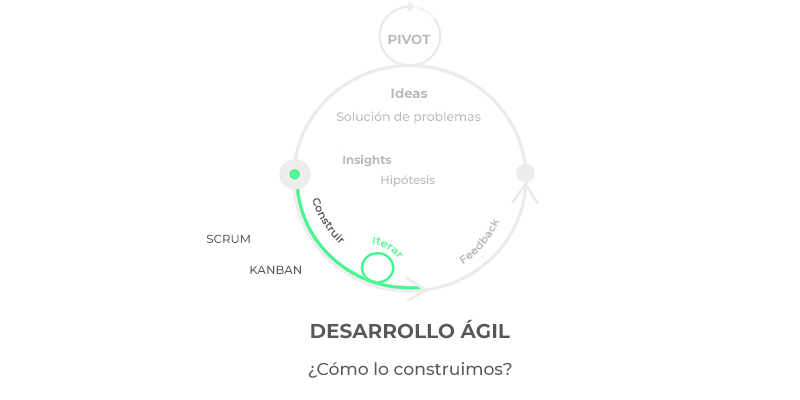 PIVOT
Ideas
Solución de problemas
Insights
Hipótesis
Construir
Iterar
Feedback
SCRUM
KANBAN
DESARROLLO ÁGIL
¿Cómo lo construimos?